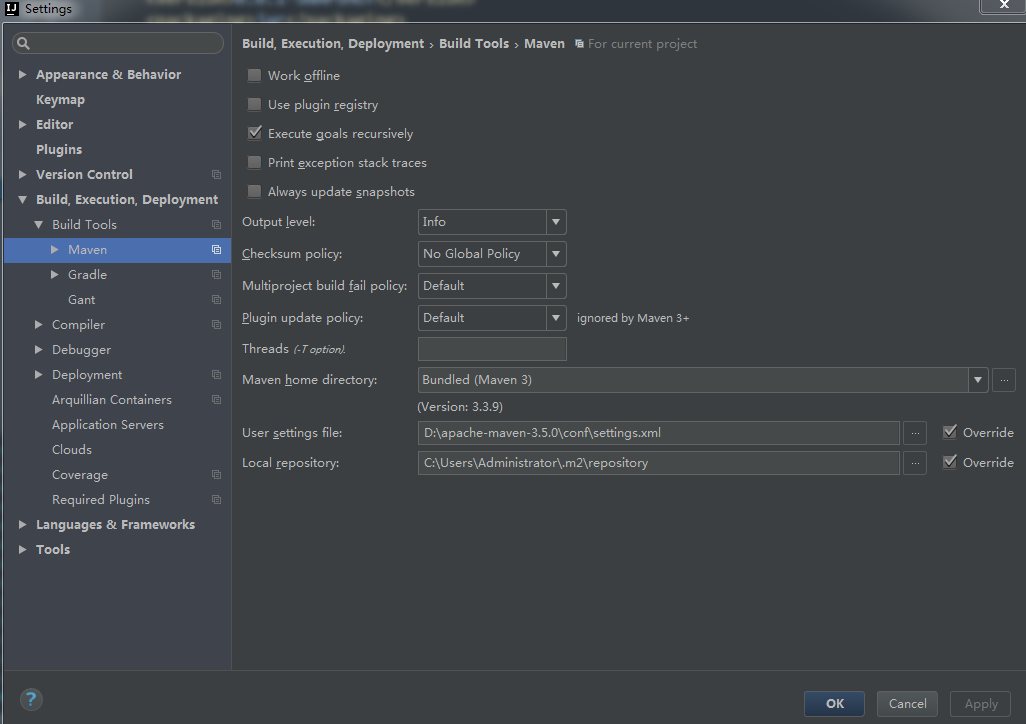 Settings
Build, Execution, Deployment › Build Tools › Maven For current project
Appearance & Behavior
Keymap
Editor
Plugins
Version Control
Build, Execution, Deployment
Build Tools
Maven
Gradle
Gant
Compiler
Debugger
Deployment
Arquillian Containers
Application Servers
Clouds
Coverage
Required Plugins
Languages & Frameworks
Tools
Work offline
Use plugin registry
Execute goals recursively
Print exception stack traces
Always update snapshots
Output level: Info
Checksum policy: No Global Policy
Multiproject build fail policy: Default
Plugin update policy: Default ignored by Maven 3+
Threads (-T option).
Maven home directory: Bundled (Maven 3) ...
(Version: 3.3.9)
User settings file: D:\apache-maven-3.5.0\conf\settings.xml ... Override
Local repository: C:\Users\Administrator\.m2\repository ... Override
? OK Cancel Apply